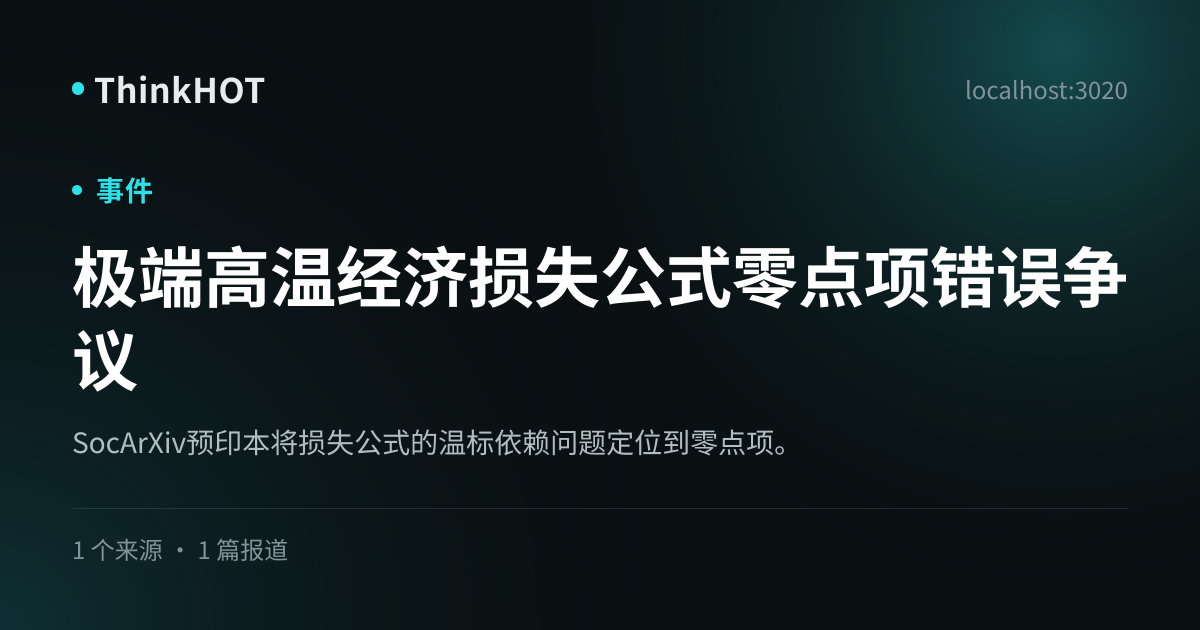 ThinkHOT
localhost:3020
事件
极端高温经济损失公式零点项错误争
议
SocArXiv预印本将损失公式的温标依赖问题定位到零点项。
1 个来源 · 1 篇报道